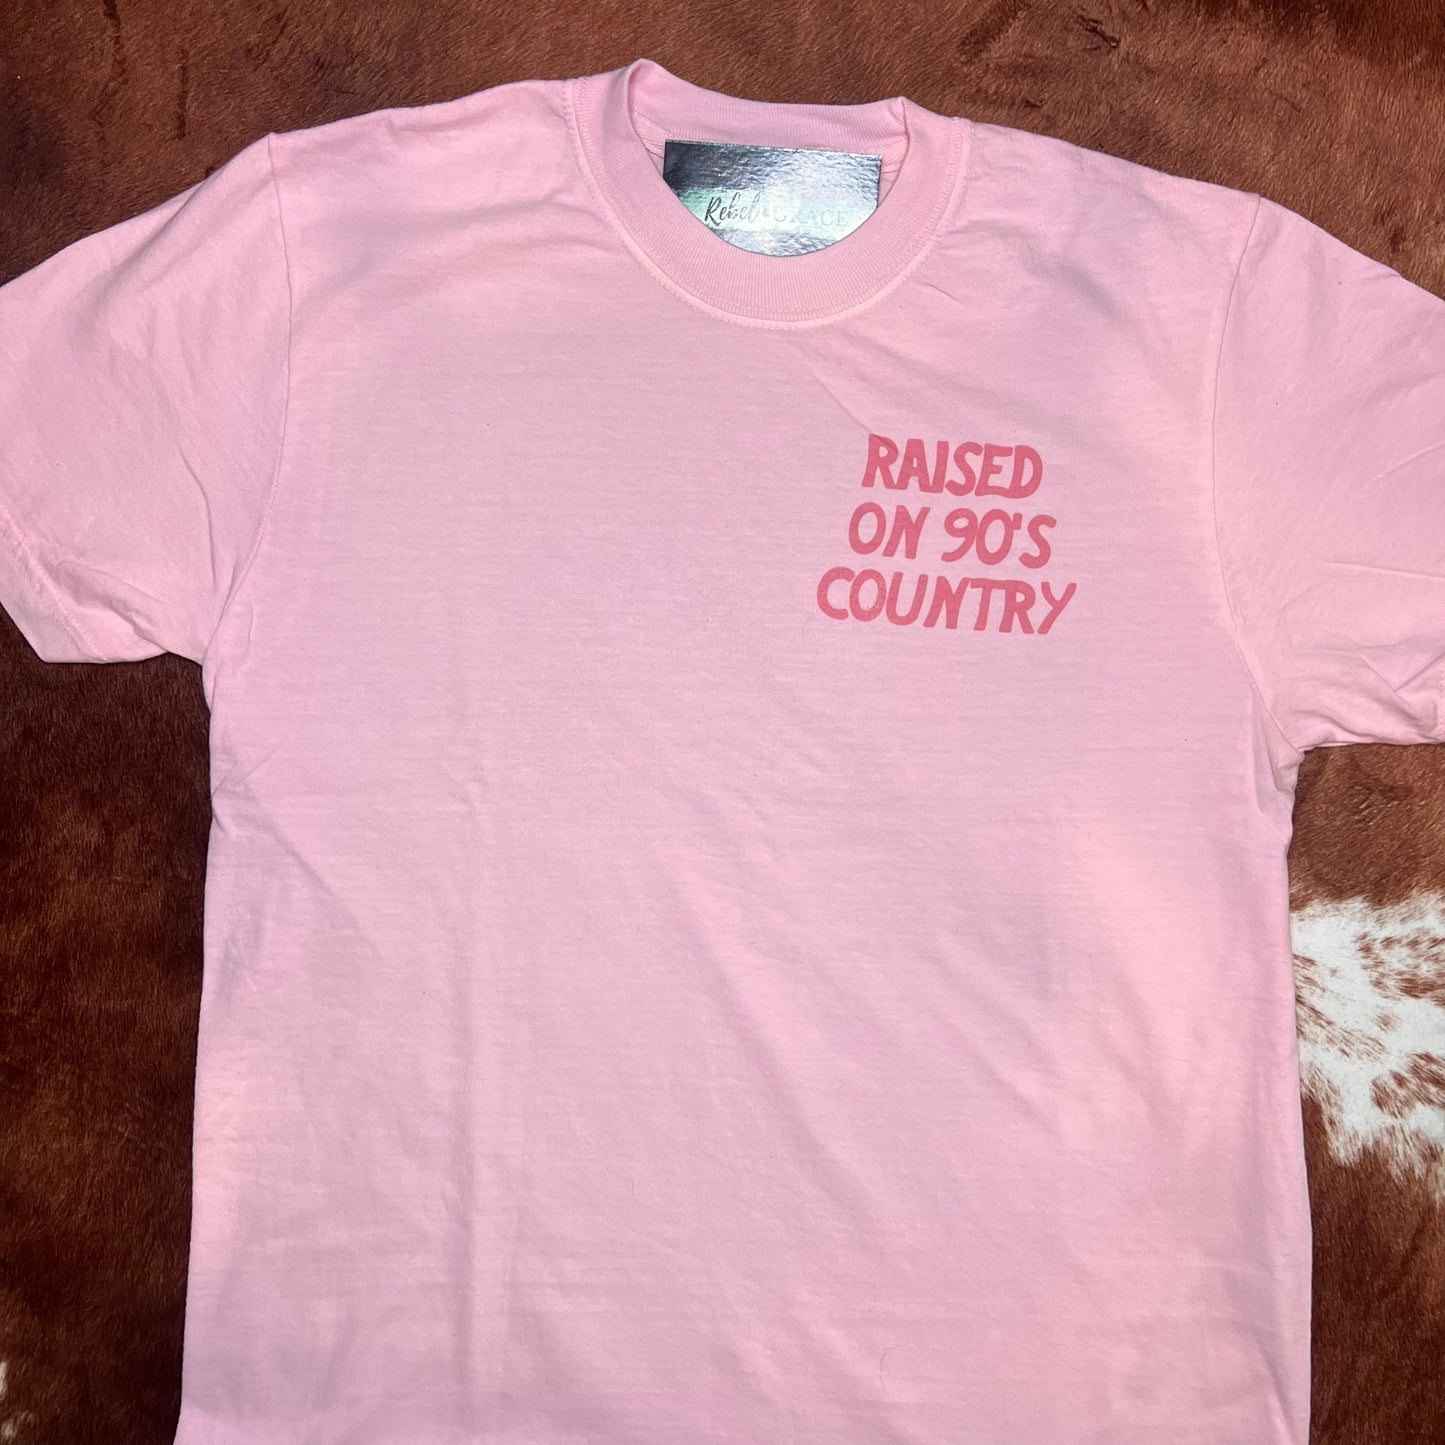 Rebel & GRACE
RAISED
ON 90'S
COUNTRY